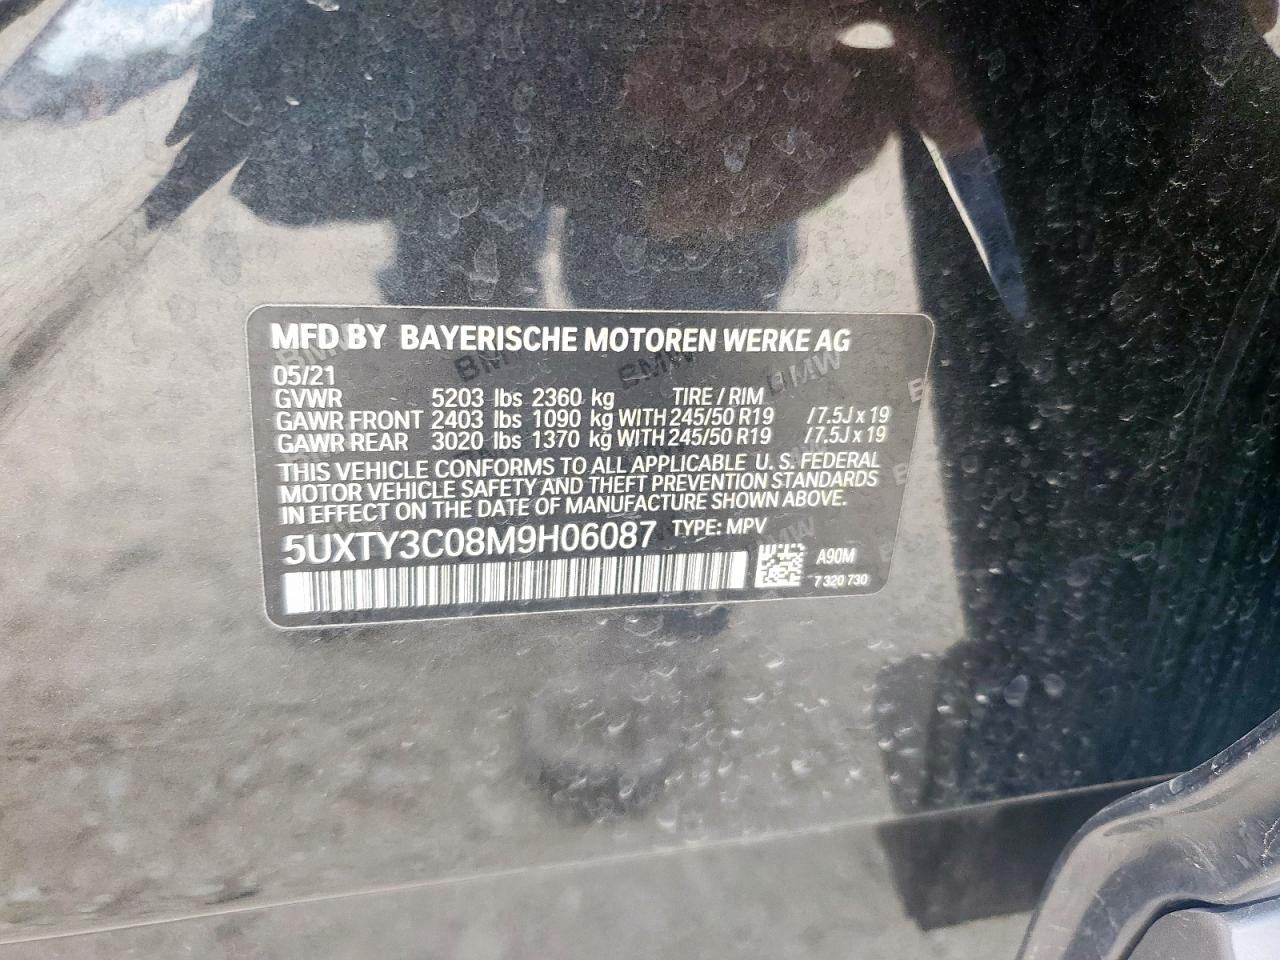 MFD BY BAYERISCHE MOTOREN WERKE AG
05/21
GVWR 5203 lbs 2360 kg TIRE / RIM
GAWR FRONT 2403 lbs 1090 kg WITH 245/50 R19 /7.5J x 19
GAWR REAR 3020 lbs 1370 kg WITH 245/50 R19 /7.5J x 19
THIS VEHICLE CONFORMS TO ALL APPLICABLE U. S. FEDERAL
MOTOR VEHICLE SAFETY AND THEFT PREVENTION STANDARDS
IN EFFECT ON THE DATE OF MANUFACTURE SHOWN ABOVE.
5UXTY3C08M9H06087 TYPE: MPV
A90M
7 320 730